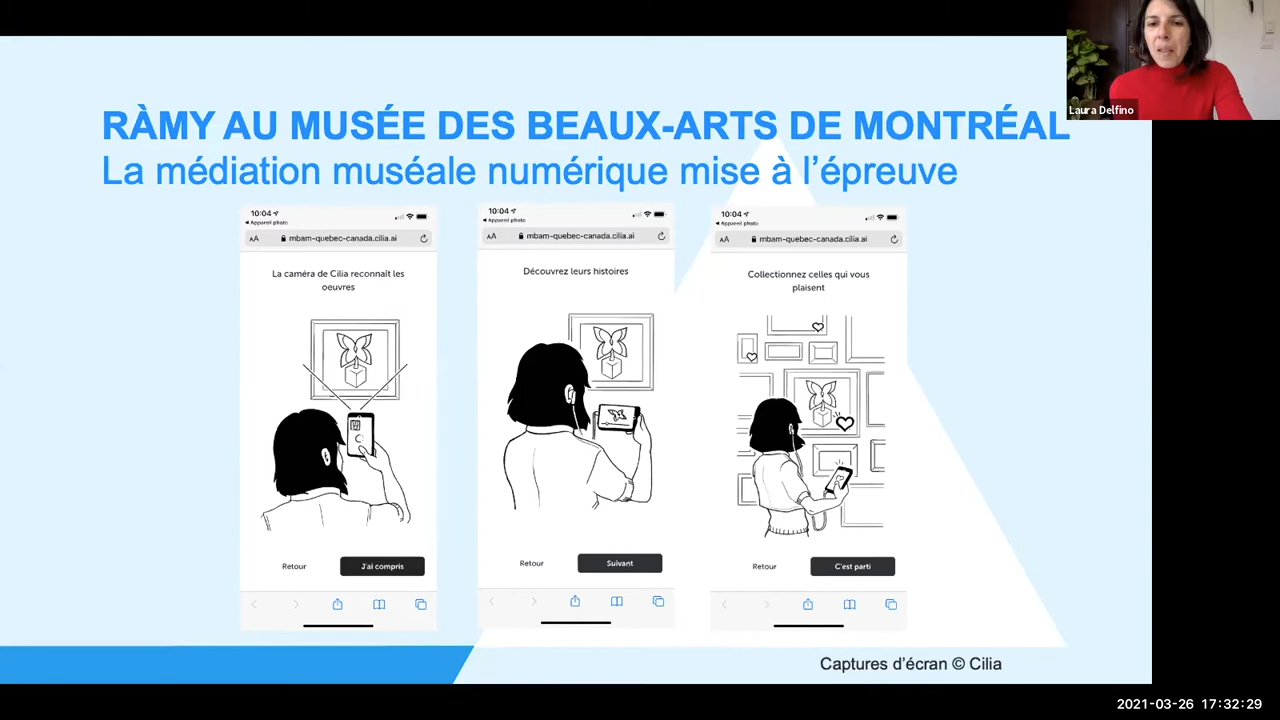 Laura Delfino
RÀMY AU MUSÉE DES BEAUX-ARTS DE MONTRÉAL
La médiation muséale numérique mise à l’épreuve
10:04
Appareil photo
AA mbam-quebec-canada.cilia.ai
La caméra de Cilia reconnaît les
oeuvres
Retour J'ai compris
10:04
Appareil photo
AA mbam-quebec-canada.cilia.ai
Découvrez leurs histoires
Retour Suivant
10:04
Appareil photo
AA mbam-quebec-canada.cilia.ai
Collectionnez celles qui vous
plaisent
Retour C'est parti
Captures d’écran © Cilia
2021-03-26 17:32:29